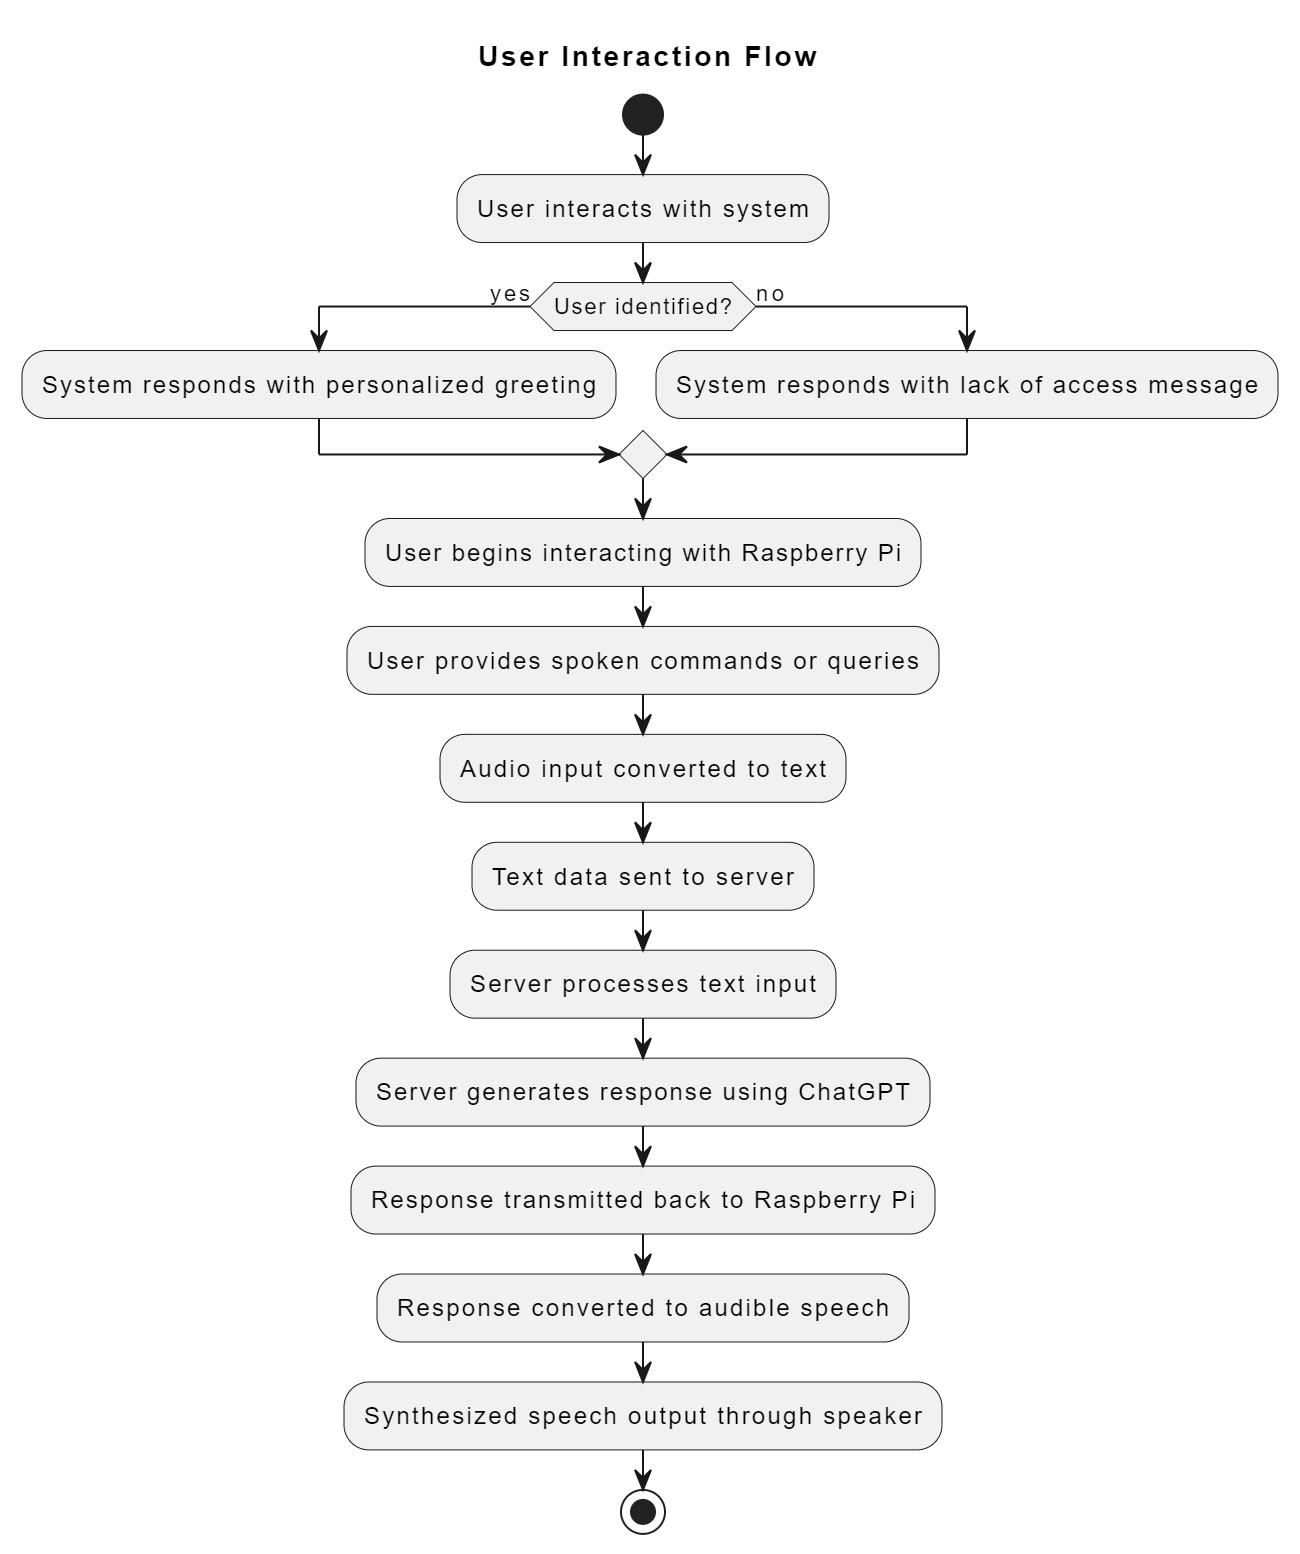 User Interaction Flow
User interacts with system
yes
User identified?
no
System responds with personalized greeting
System responds with lack of access message
User begins interacting with Raspberry Pi
User provides spoken commands or queries
Audio input converted to text
Text data sent to server
Server processes text input
Server generates response using ChatGPT
Response transmitted back to Raspberry Pi
Response converted to audible speech
Synthesized speech output through speaker